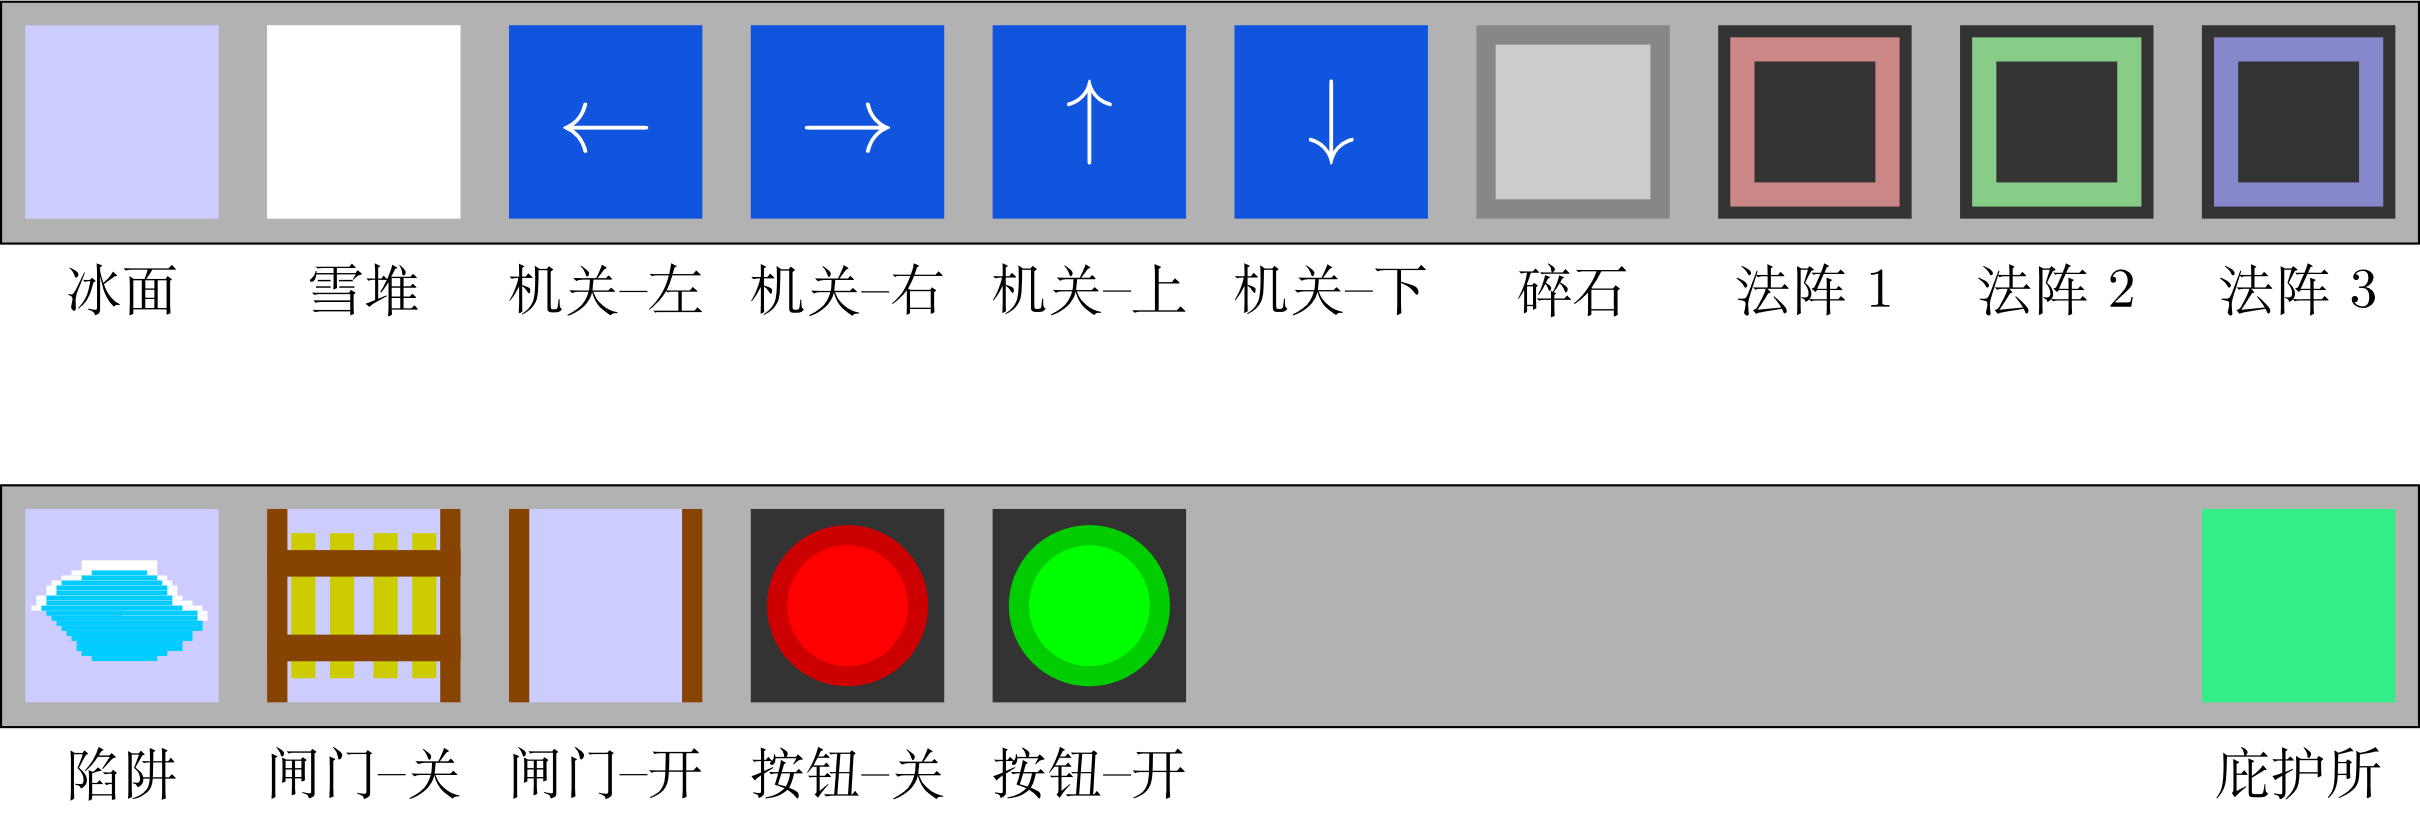 冰面 雪堆 机关–左 机关–右 机关–上 机关–下 碎石 法阵 1 法阵 2 法阵 3
陷阱 闸门–关 闸门–开 按钮–关 按钮–开 庇护所